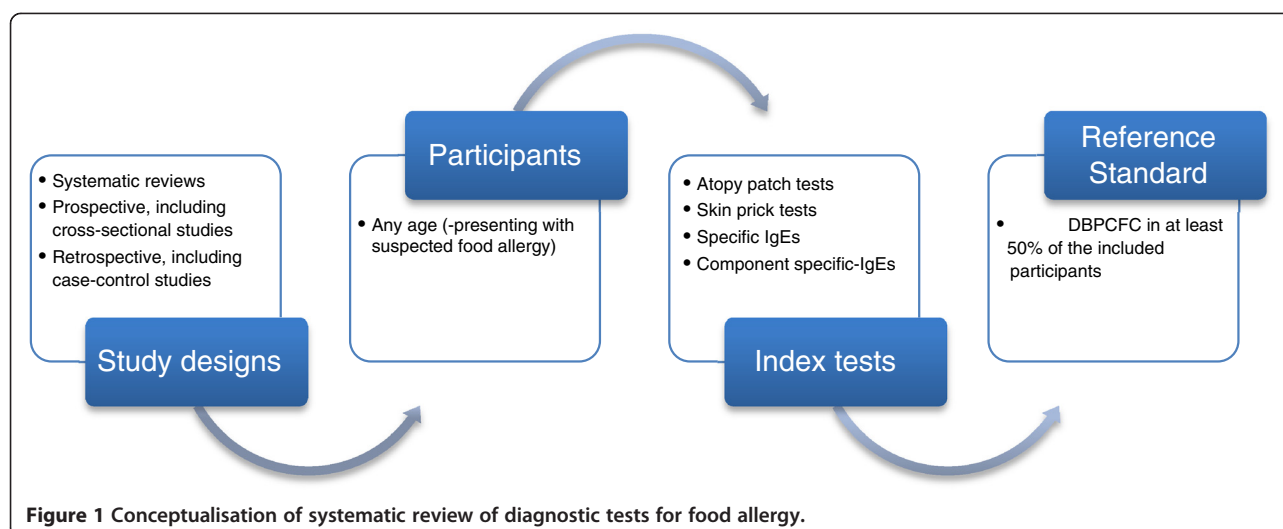 Study designs
• Systematic reviews
• Prospective, including
cross-sectional studies
• Retrospective, including
case-control studies
Participants
• Any age (-presenting with
suspected food allergy)
Index tests
• Atopy patch tests
• Skin prick tests
• Specific IgEs
• Component specific-IgEs
Reference
Standard
• DBPCFC in at least
50% of the included
participants
Figure 1 Conceptualisation of systematic review of diagnostic tests for food allergy.